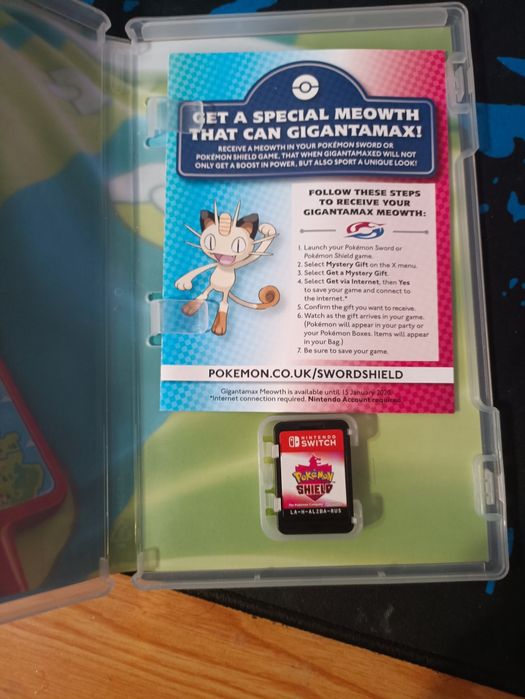 GET A SPECIAL MEOWTH
THAT CAN GIGANTAMAX!
RECEIVE A MEOWTH IN YOUR POKÉMON SWORD OR
POKÉMON SHIELD GAME, THAT WHEN GIGANTAMAXED WILL NOT
ONLY GET A BOOST IN POWER, BUT ALSO SPORT A UNIQUE LOOK!
FOLLOW THESE STEPS
TO RECEIVE YOUR
GIGANTAMAX MEOWTH:
1. Launch your Pokémon Sword or
Pokémon Shield game.
2. Select Mystery Gift on the X menu.
3. Select Get a Mystery Gift.
4. Select Get via Internet, then Yes
to save your game and connect to
the internet.*
5. Confirm the gift you want to receive.
6. Watch as the gift arrives in your game.
(Pokémon will appear in your party or
your Pokémon Boxes. Items will appear
in your Bag.)
7. Be sure to save your game.
POKEMON.CO.UK/SWORDSHIELD
Gigantamax Meowth is available until 15 January 2020.
*Internet connection required. Nintendo Account required.
NINTENDO
SWITCH
POKÉMON
SHIELD
The Pokémon Company
LA-H-ALZBA-RUS